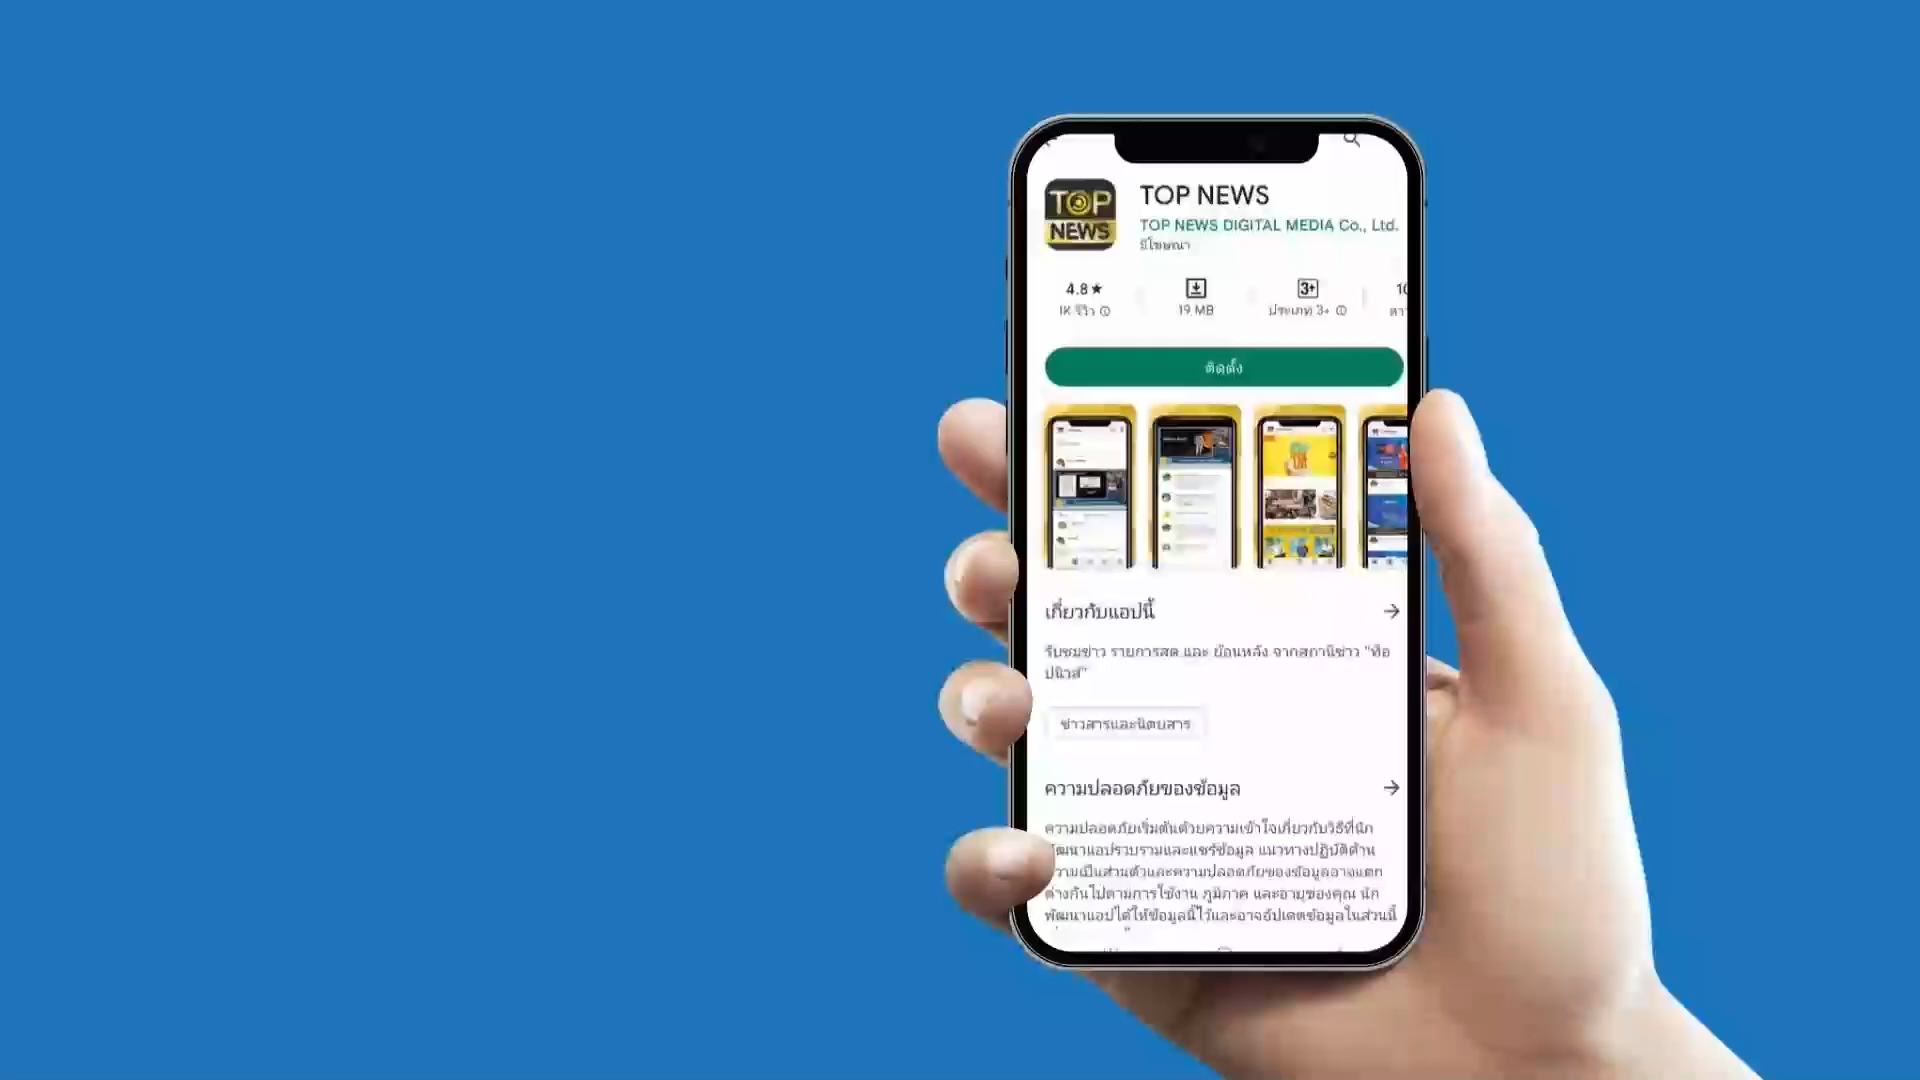 TOP NEWS
TOP NEWS
TOP NEWS DIGITAL MEDIA Co., Ltd.
มีโฆษณา
4.8★
1K รีวิว
19 MB
3+
ประเภท 3+
ติดตั้ง
เกี่ยวกับแอปนี้
รับชมข่าว รายการสด และ ย้อนหลัง จากสถานีข่าว "ท็อ
ปนิวส์"
ข่าวสารและนิตยสาร
ความปลอดภัยของข้อมูล
ความปลอดภัยเริ่มต้นด้วยความเข้าใจเกี่ยวกับวิธีที่นัก
พัฒนาแอปรวบรวมและแชร์ข้อมูล แนวทางปฏิบัติด้าน
ความเป็นส่วนตัวและความปลอดภัยของข้อมูลอาจแตก
ต่างกันไปตามการใช้งาน ภูมิภาค และอายุของคุณ นัก
พัฒนาแอปได้ให้ข้อมูลนี้ไว้และอาจอัปเดตข้อมูลในส่วนนี้